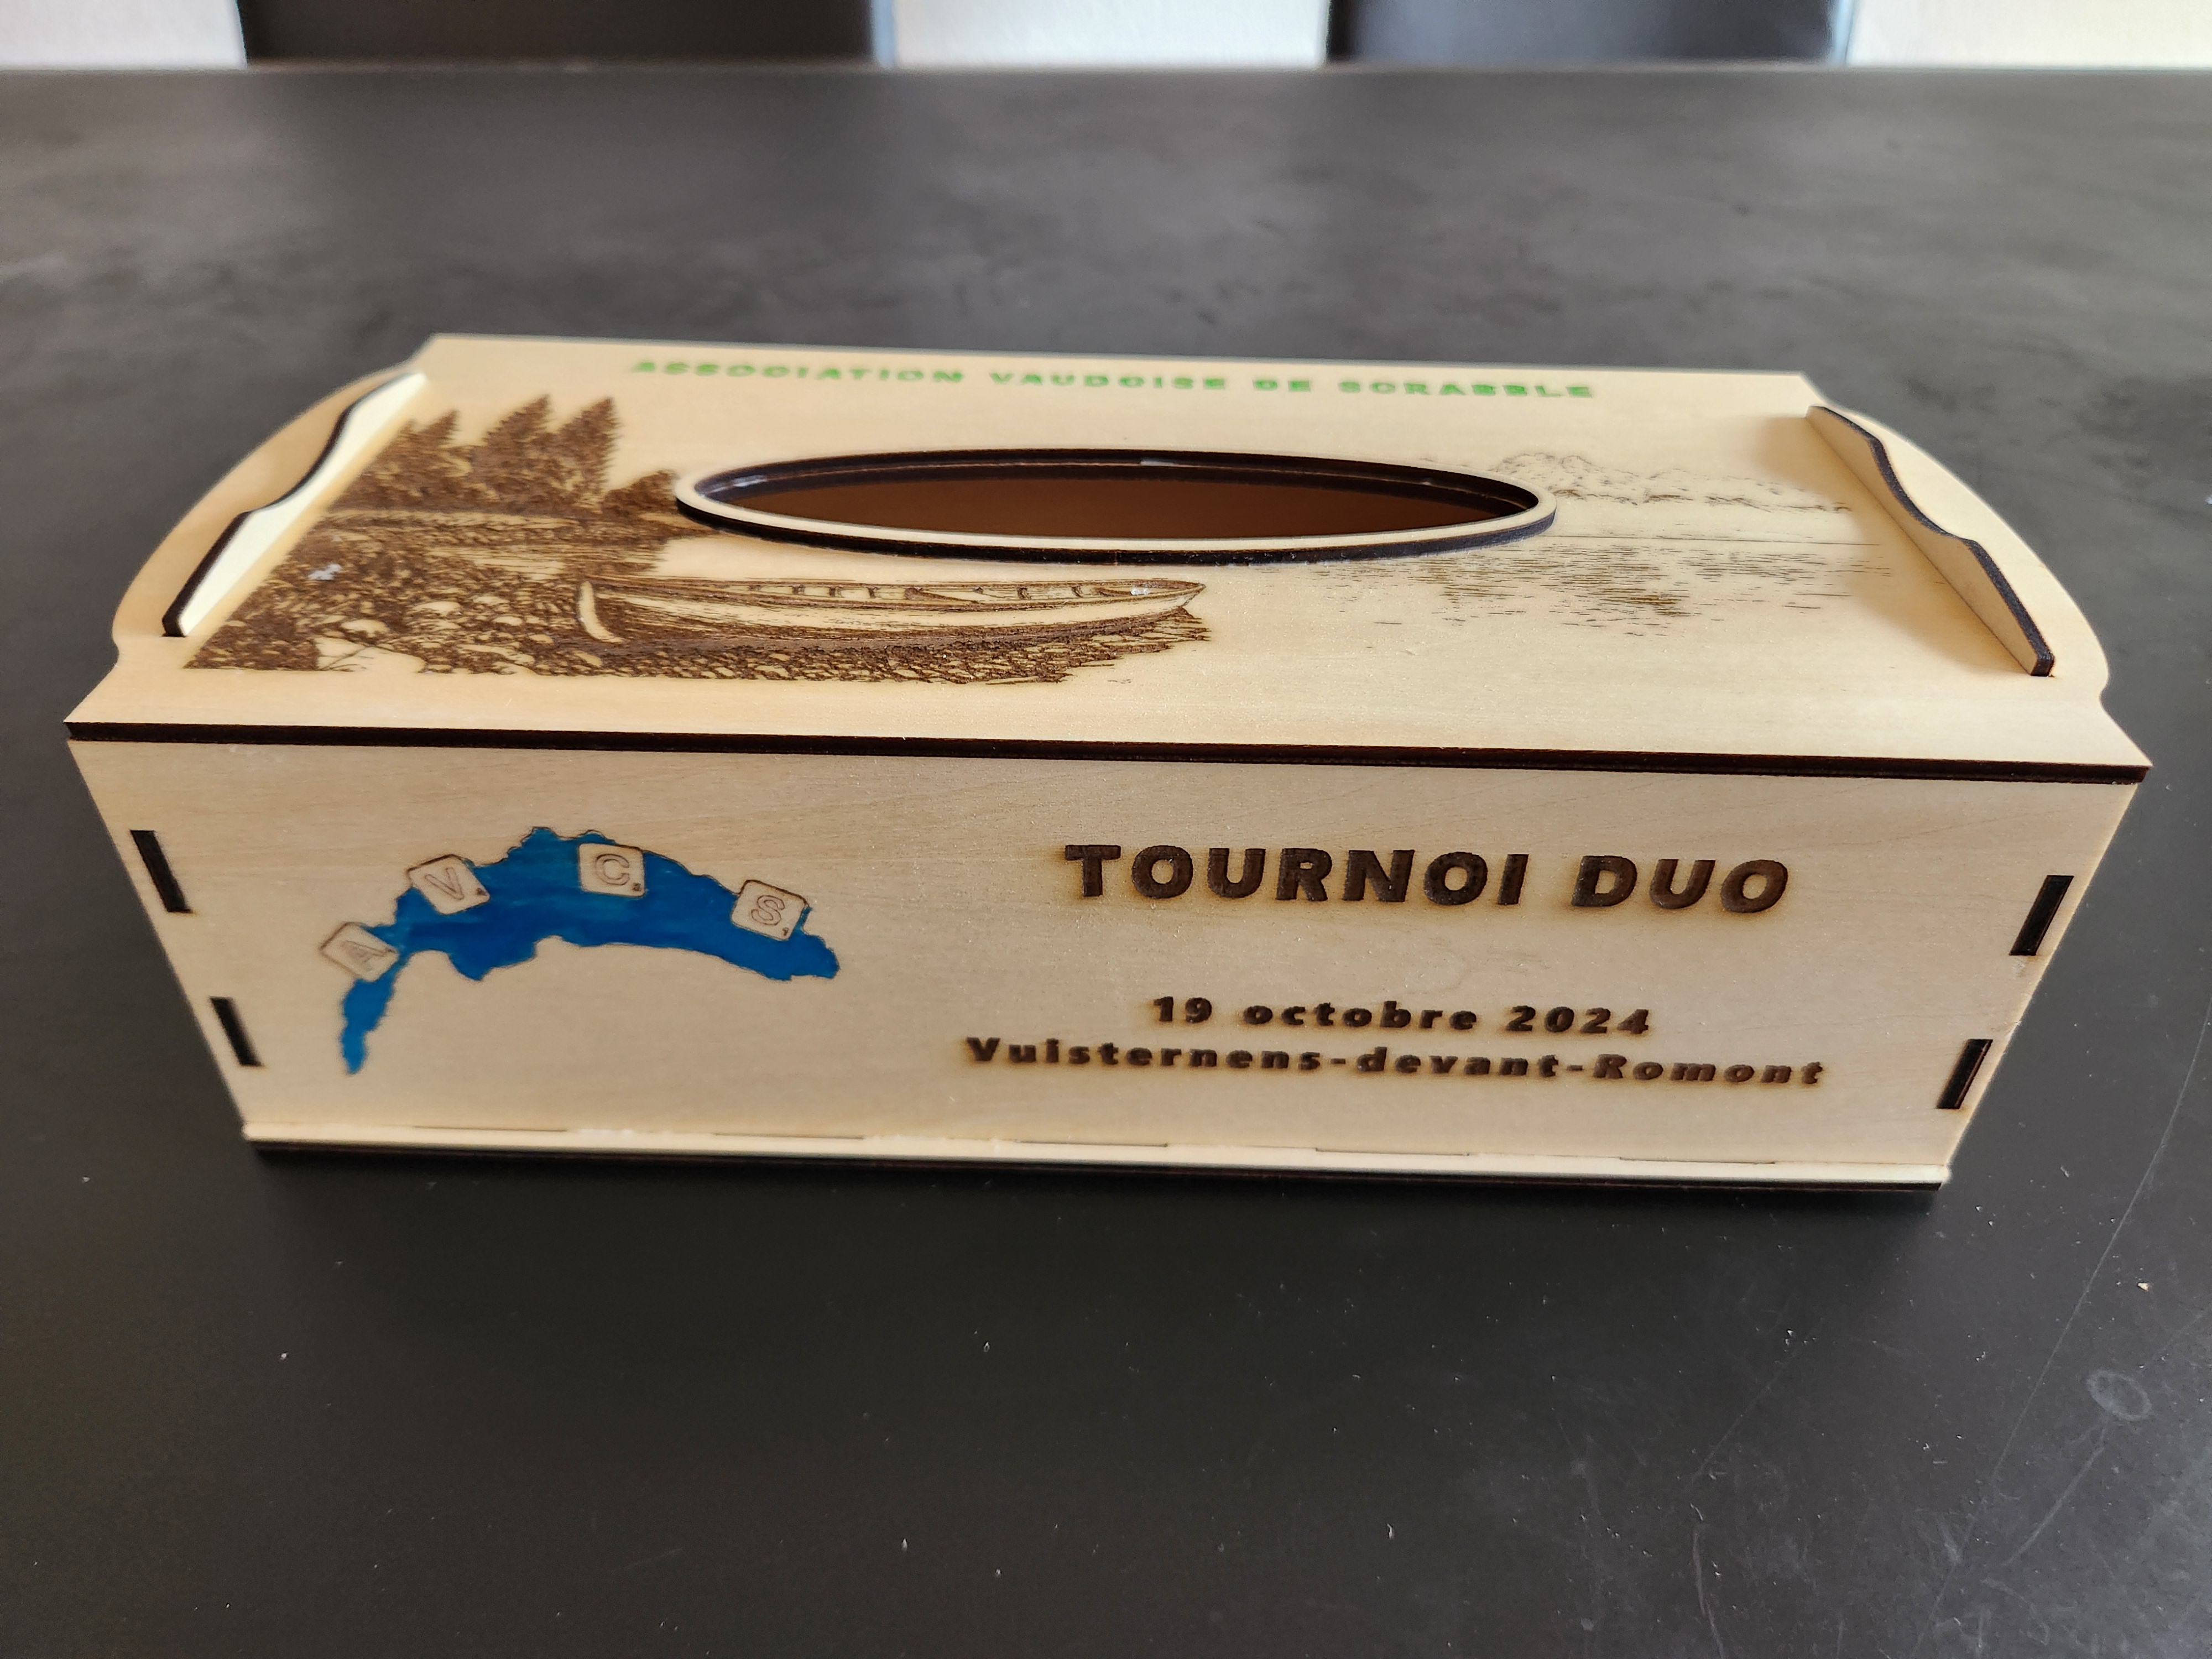 ASSOCIATION VAUDOISE DE SCRABBLE
A V C S
TOURNOI DUO
19 octobre 2024
Vuisternens-devant-Romont